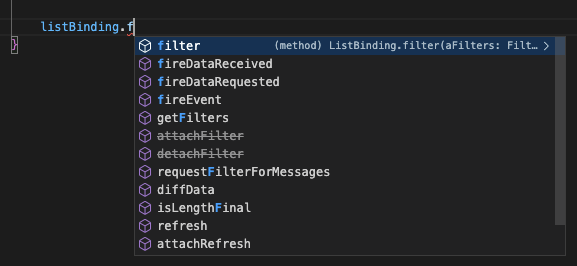 listBinding.f
}
filter (method) ListBinding.filter(aFilters: Filt…
fireDataReceived
fireDataRequested
fireEvent
getFilters
attachFilter
detachFilter
requestFilterForMessages
diffData
isLengthFinal
refresh
attachRefresh